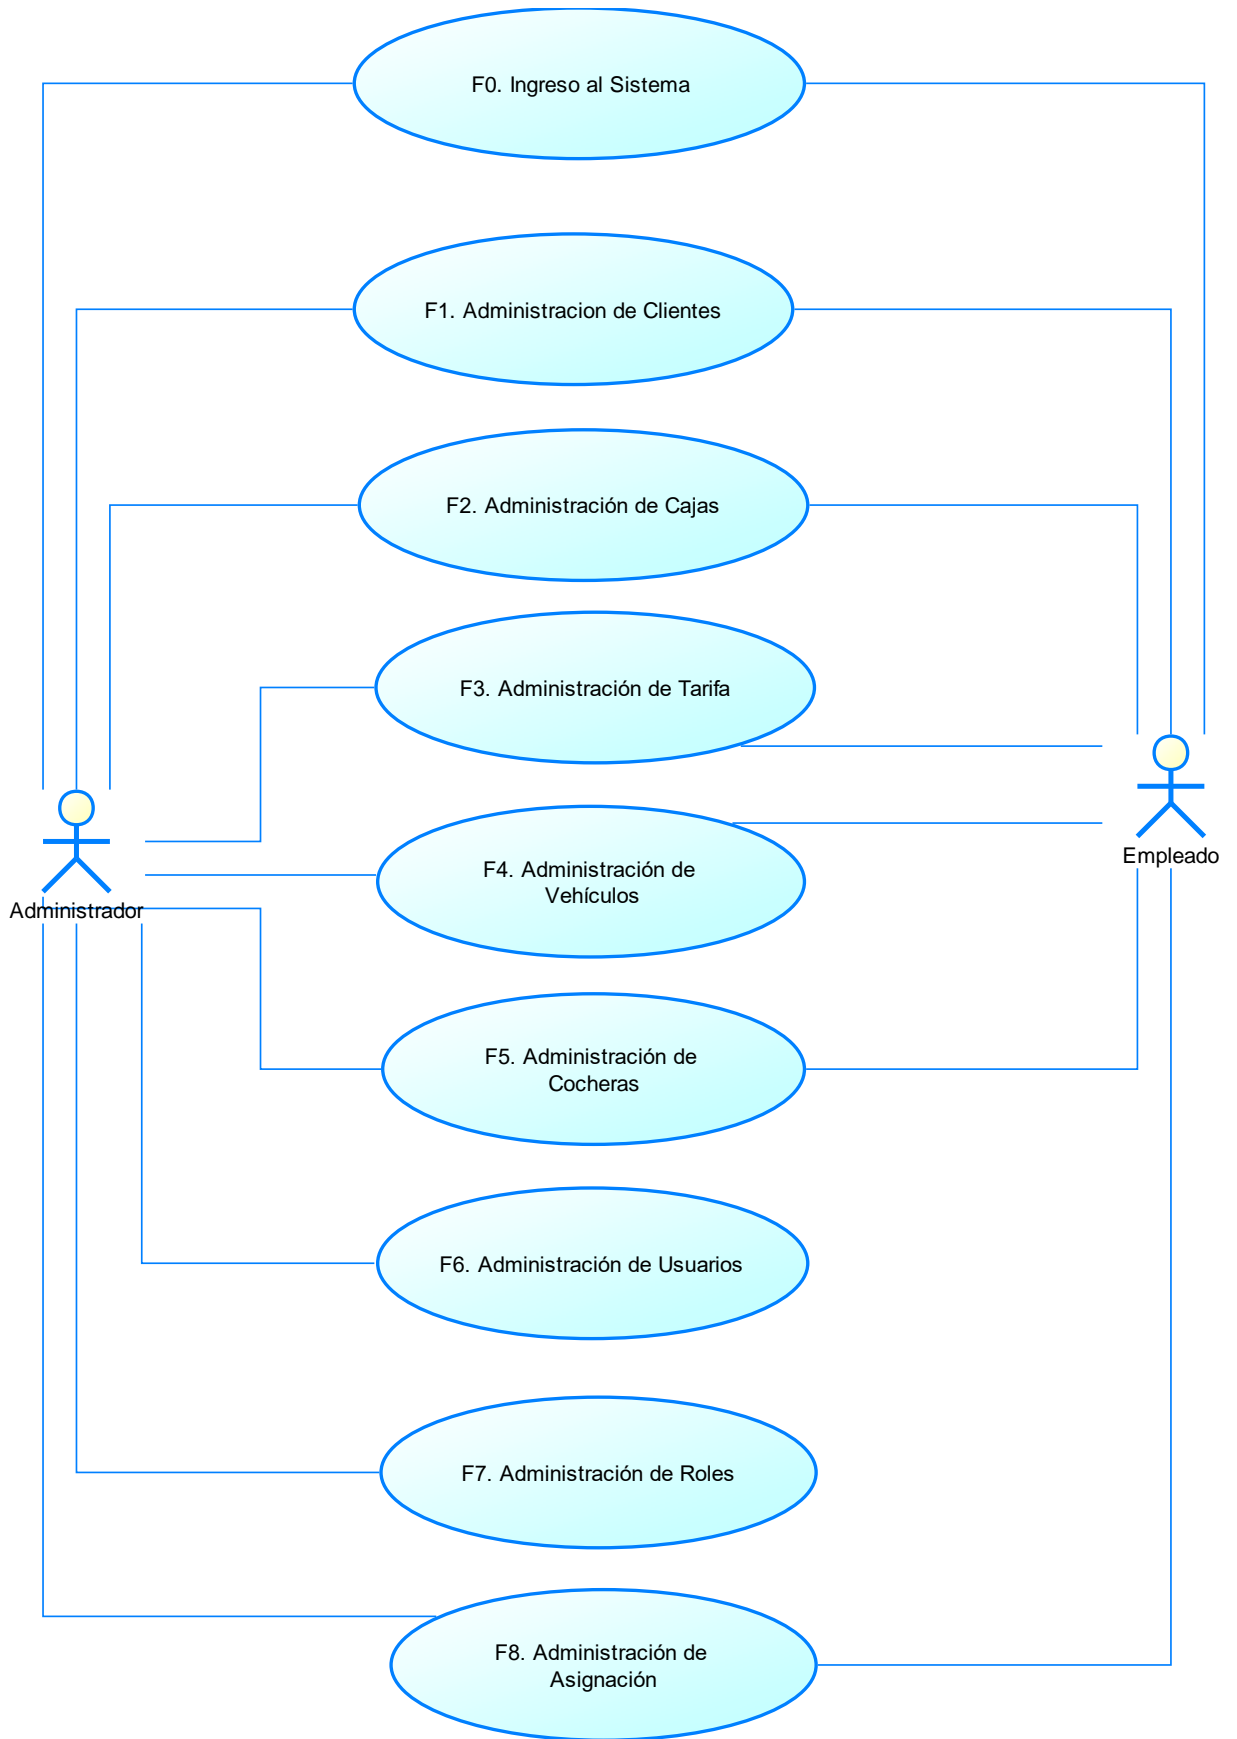 F0. Ingreso al Sistema
F1. Administracion de Clientes
F2. Administración de Cajas
F3. Administración de Tarifa
Empleado
F4. Administración de
Vehículos
Administrador
F5. Administración de
Cocheras
F6. Administración de Usuarios
F7. Administración de Roles
F8. Administración de
Asignación